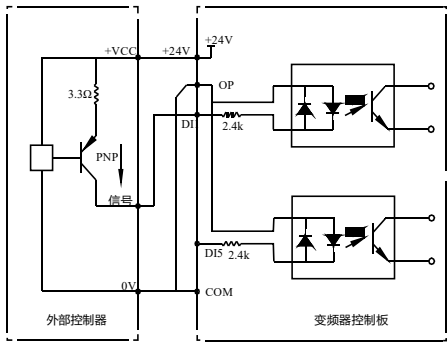 +24V
+VCC
+24V
OP
3.3Ω
DI
2.4k
PNP
信号
DI5 2.4k
0V
COM
外部控制器
变频器控制板